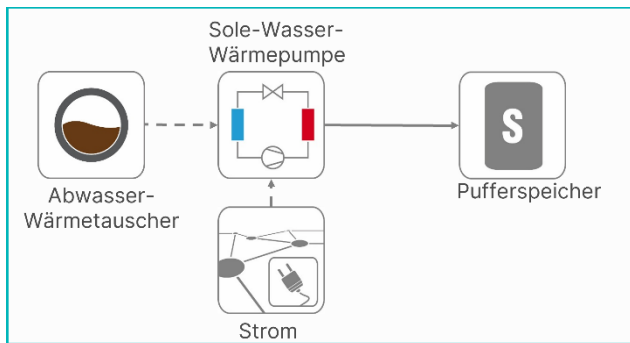 Sole-Wasser-
Wärmepumpe
S
Abwasser-
Wärmetauscher
Pufferspeicher
Strom